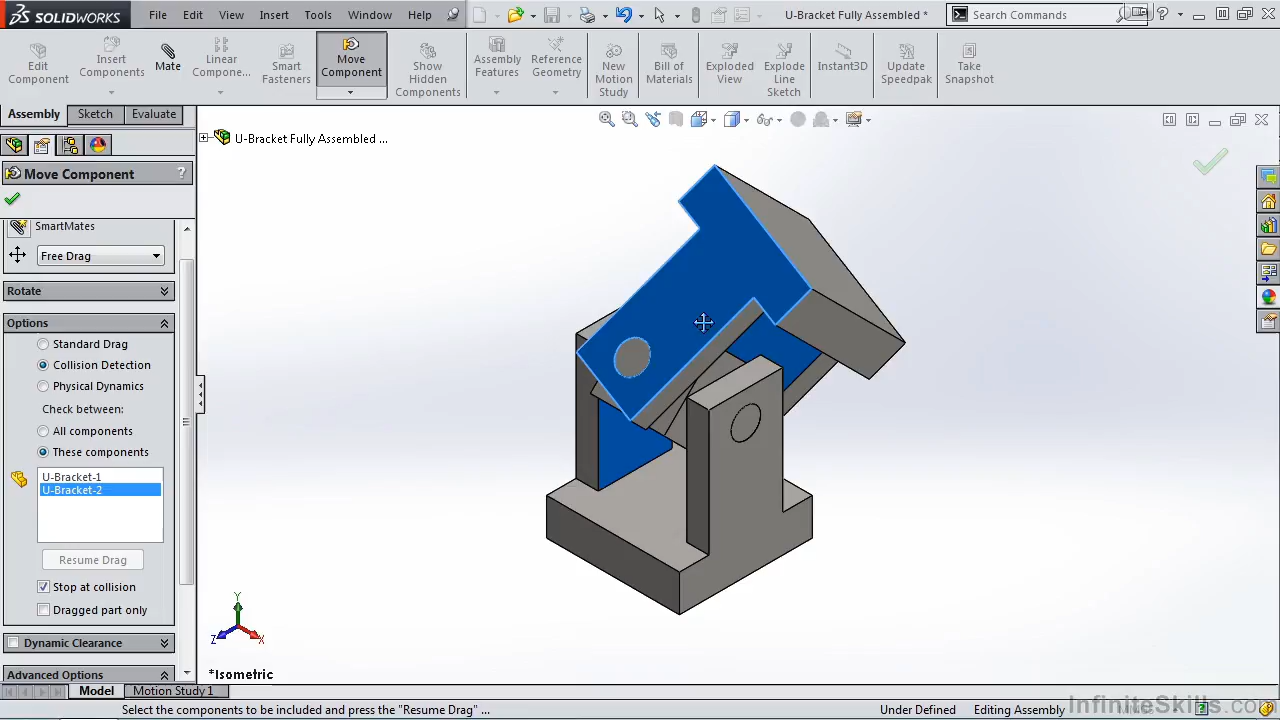 SOLIDWORKS File Edit View Insert Tools Window Help U-Bracket Fully Assembled * Search Commands
Edit Component
Insert Components
Mate
Linear Compone...
Smart Fasteners
Move Component
Show Hidden Components
Assembly Features
Reference Geometry
New Motion Study
Bill of Materials
Exploded View
Explode Line Sketch
Instant3D
Update Speedpak
Take Snapshot
Assembly Sketch Evaluate
U-Bracket Fully Assembled ...
Move Component ?
SmartMates
Free Drag
Rotate
Options
Standard Drag
Collision Detection
Physical Dynamics
Check between:
All components
These components
U-Bracket-1
U-Bracket-2
Resume Drag
Stop at collision
Dragged part only
Dynamic Clearance
Advanced Options
Y
Z X
*Isometric
Model Motion Study 1
Select the components to be included and press the "Resume Drag" ... Under Defined Editing Assembly
InfiniteSkills.com